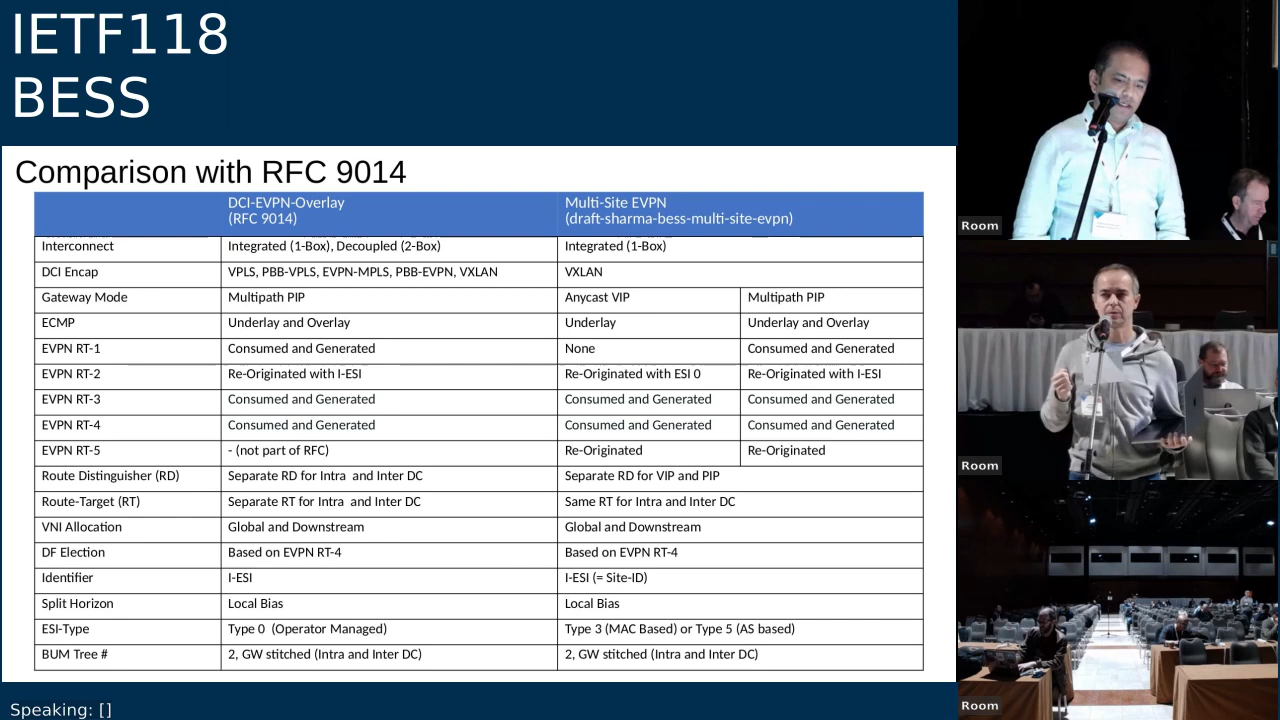 IETF118
BESS
Comparison with RFC 9014
DCI-EVPN-Overlay (RFC 9014) Multi-Site EVPN (draft-sharma-bess-multi-site-evpn)
Interconnect Integrated (1-Box), Decoupled (2-Box) Integrated (1-Box)
DCI Encap VPLS, PBB-VPLS, EVPN-MPLS, PBB-EVPN, VXLAN VXLAN
Gateway Mode Multipath PIP Anycast VIP Multipath PIP
ECMP Underlay and Overlay Underlay Underlay and Overlay
EVPN RT-1 Consumed and Generated None Consumed and Generated
EVPN RT-2 Re-Originated with I-ESI Re-Originated with ESI 0 Re-Originated with I-ESI
EVPN RT-3 Consumed and Generated Consumed and Generated Consumed and Generated
EVPN RT-4 Consumed and Generated Consumed and Generated Consumed and Generated
EVPN RT-5 - (not part of RFC) Re-Originated Re-Originated
Route Distinguisher (RD) Separate RD for Intra and Inter DC Separate RD for VIP and PIP
Route-Target (RT) Separate RT for Intra and Inter DC Same RT for Intra and Inter DC
VNI Allocation Global and Downstream Global and Downstream
DF Election Based on EVPN RT-4 Based on EVPN RT-4
Identifier I-ESI I-ESI (= Site-ID)
Split Horizon Local Bias Local Bias
ESI-Type Type 0 (Operator Managed) Type 3 (MAC Based) or Type 5 (AS based)
BUM Tree # 2, GW stitched (Intra and Inter DC) 2, GW stitched (Intra and Inter DC)
Speaking: []
Room
Room
Room